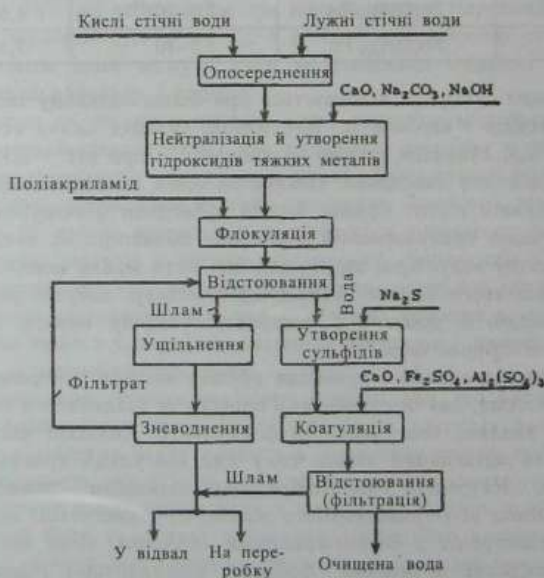 Кислі стічні води
Лужні стічні води
Опосереднення
CaO, Na₂CO₃, NaOH
Нейтралізація й утворення
гідроксидів тяжких металів
Поліакриламід
Флокуляція
Відстоювання
Шлам
Вода
Na₂S
Ущільнення
Утворення
сульфідів
Фільтрат
CaO, Fe₂SO₄, Al₂(SO₄)₃
Зневоднення
Коагуляція
Шлам
Відстоювання
(фільтрація)
У відвал
На пере-
робку
Очищена вода